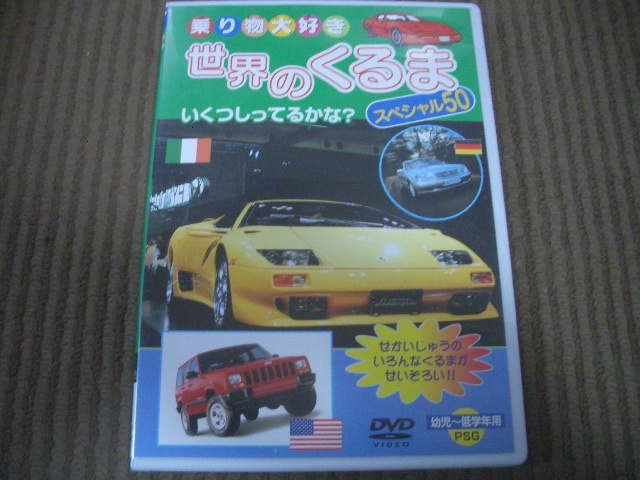 乗り物大好き
世界のくるま
いくつしってるかな?
スペシャル50
せかいじゅうの
いろんなくるまが
せいぞろい!!
DVD
VIDEO
幼児～低学年用
PSG